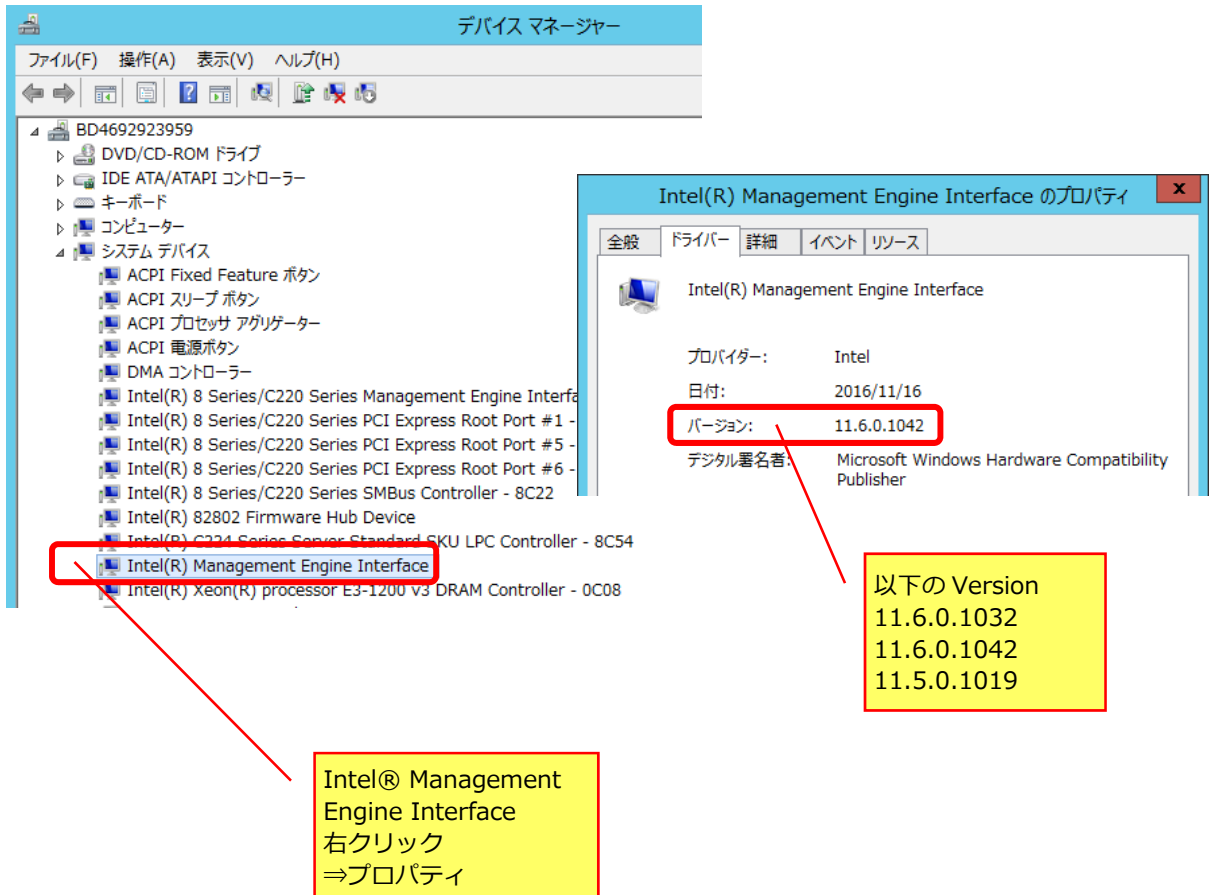 デバイス マネージャー
ファイル(F) 操作(A) 表示(V) ヘルプ(H)
BD4692923959
DVD/CD-ROM ドライブ
IDE ATA/ATAPI コントローラー
キーボード
コンピューター
システム デバイス
ACPI Fixed Feature ボタン
ACPI スリープ ボタン
ACPI プロセッサ アグリゲーター
ACPI 電源ボタン
DMA コントローラー
Intel(R) 8 Series/C220 Series Management Engine Interfa
Intel(R) 8 Series/C220 Series PCI Express Root Port #1 -
Intel(R) 8 Series/C220 Series PCI Express Root Port #5 -
Intel(R) 8 Series/C220 Series PCI Express Root Port #6 -
Intel(R) 8 Series/C220 Series SMBus Controller - 8C22
Intel(R) 82802 Firmware Hub Device
Intel(R) C224 Series Server Standard SKU LPC Controller - 8C54
Intel(R) Management Engine Interface
Intel(R) Xeon(R) processor E3-1200 v3 DRAM Controller - 0C08
Intel(R) Management Engine Interface のプロパティ
x
全般 ドライバー 詳細 イベント リソース
Intel(R) Management Engine Interface
プロバイダー: Intel
日付: 2016/11/16
バージョン: 11.6.0.1042
デジタル署名者: Microsoft Windows Hardware Compatibility
Publisher
以下の Version
11.6.0.1032
11.6.0.1042
11.5.0.1019
Intel® Management
Engine Interface
右クリック
⇒プロパティ